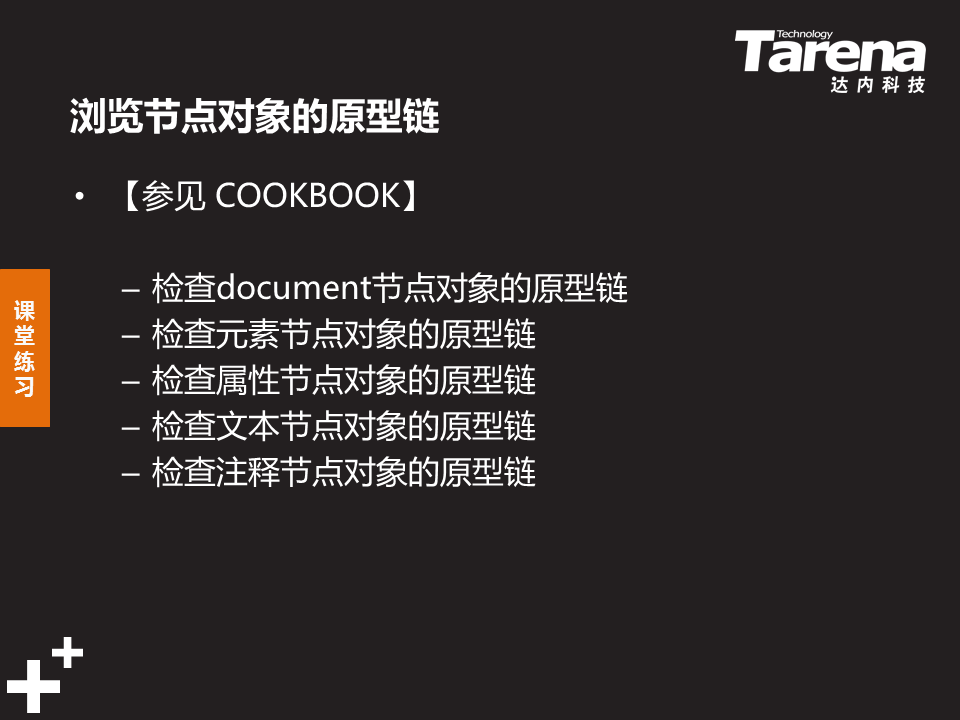 Technology
Tarena
达内科技
浏览节点对象的原型链
• 【参见 COOKBOOK】
– 检查document节点对象的原型链
– 检查元素节点对象的原型链
– 检查属性节点对象的原型链
– 检查文本节点对象的原型链
– 检查注释节点对象的原型链
课
堂
练
习